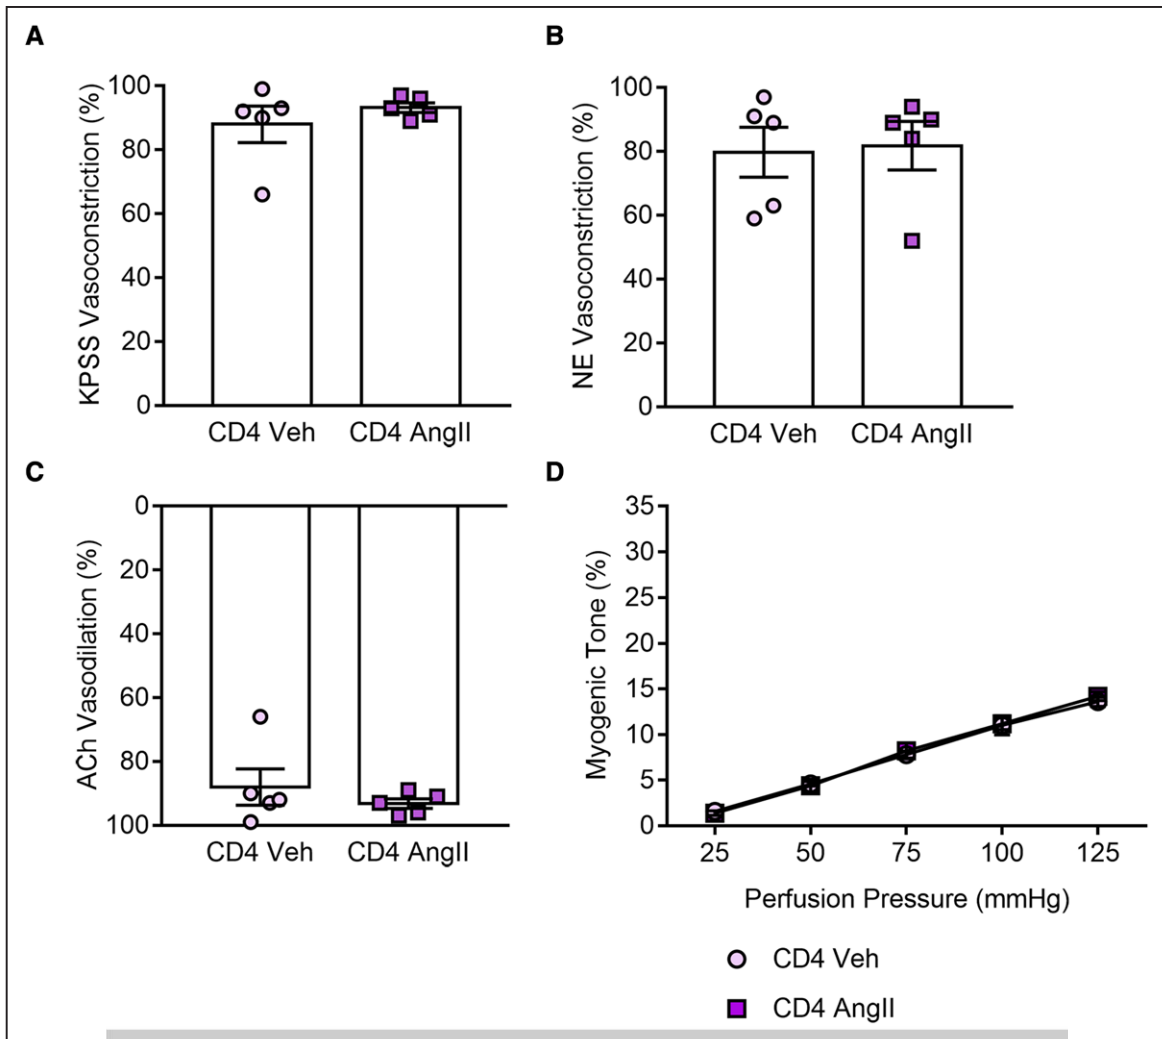 A
KPSS Vasoconstriction (%)
100
80
60
40
20
0
CD4 Veh CD4 AngII
B
NE Vasoconstriction (%)
100
80
60
40
20
0
CD4 Veh CD4 AngII
C
ACh Vasodilation (%)
0
20
40
60
80
100
CD4 Veh CD4 AngII
D
Myogenic Tone (%)
35
30
25
20
15
10
5
0
25 50 75 100 125
Perfusion Pressure (mmHg)
CD4 Veh
CD4 AngII